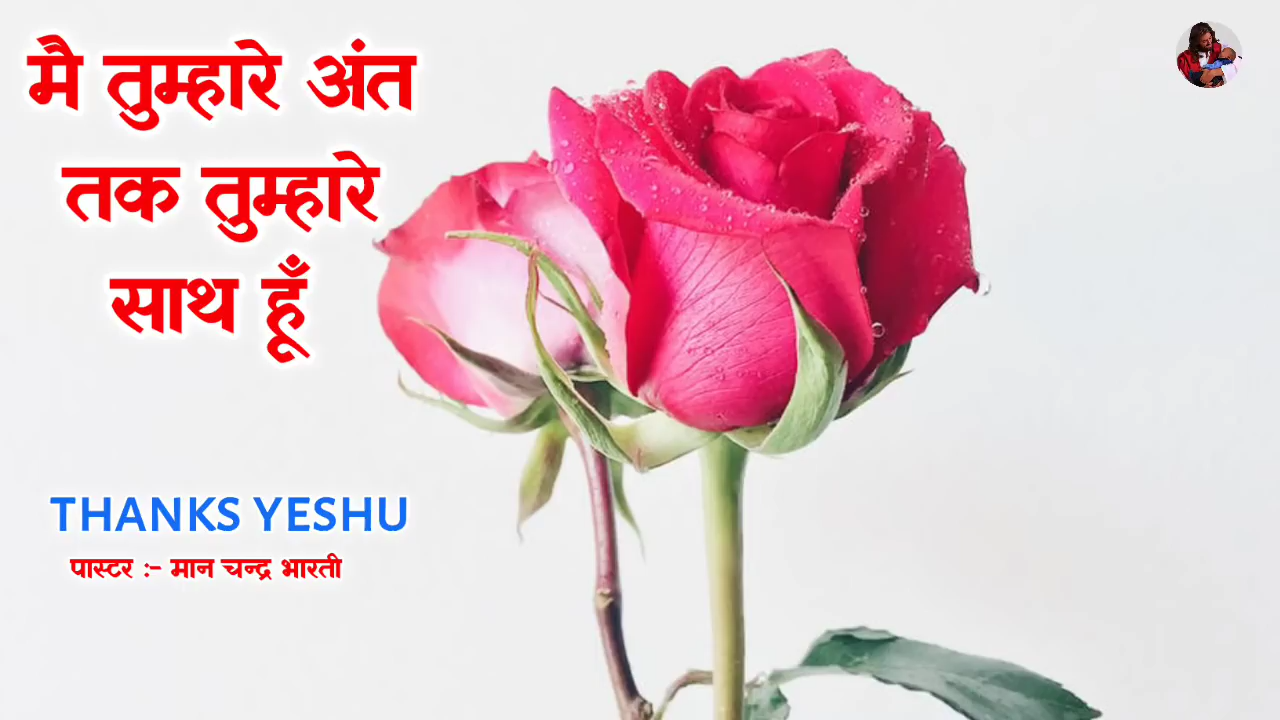 मै तुम्हारे अंत
तक तुम्हारे
साथ हूँ
THANKS YESHU
पास्टर :- मान चन्द्र भारती